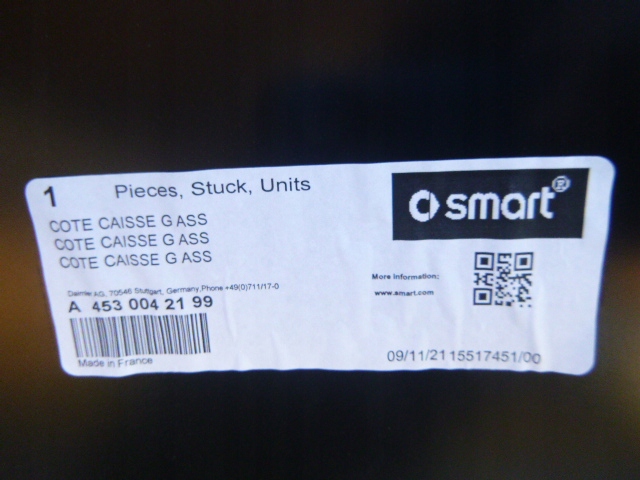 1 Pieces, Stuck, Units
smart®
COTE CAISSE G ASS
COTE CAISSE G ASS
COTE CAISSE G ASS
More Information:
www.smart.com
Daimler AG, 70546 Stuttgart, Germany,Phone +49(0)711/17-0
A 453 004 21 99
Made in France
09/11/21 15517451/00